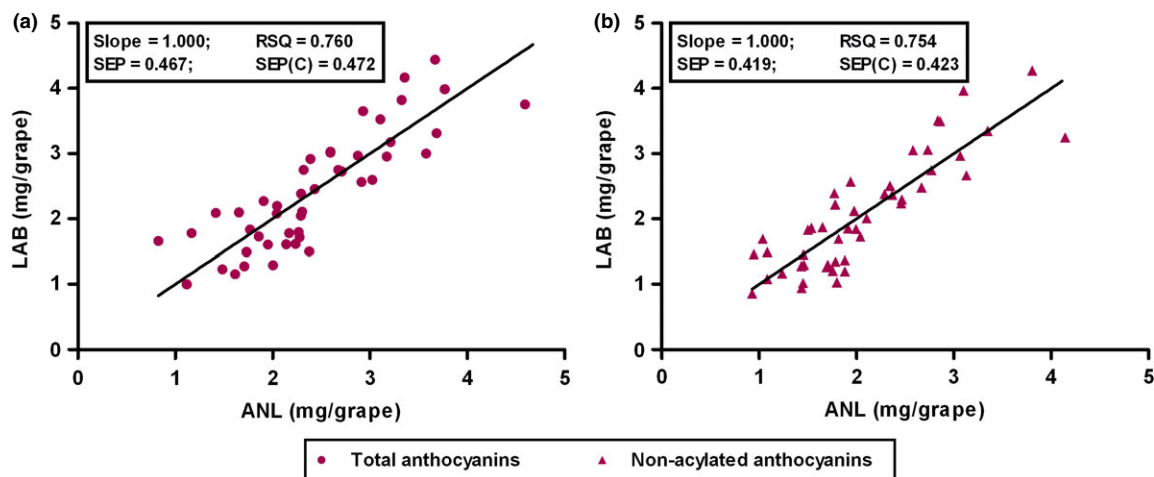 (a)
Slope = 1.000; RSQ = 0.760
SEP = 0.467; SEP(C) = 0.472
LAB (mg/grape)
5
4
3
2
1
0
0 1 2 3 4 5
ANL (mg/grape)
(b)
Slope = 1.000; RSQ = 0.754
SEP = 0.419; SEP(C) = 0.423
LAB (mg/grape)
5
4
3
2
1
0
0 1 2 3 4 5
ANL (mg/grape)
Total anthocyanins Non-acylated anthocyanins